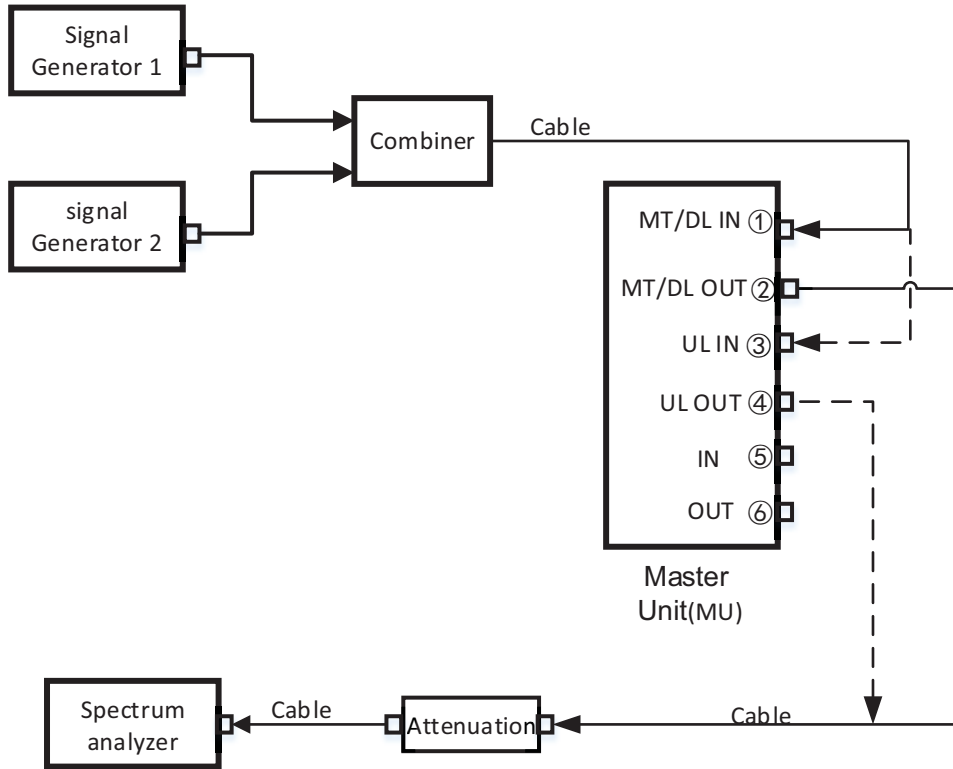 Signal
Generator 1
Combiner
Cable
signal
Generator 2
MT/DL IN ①
MT/DL OUT ②
UL IN ③
UL OUT ④
IN ⑤
OUT ⑥
Master
Unit(MU)
Spectrum
analyzer
Cable
Attenuation
Cable